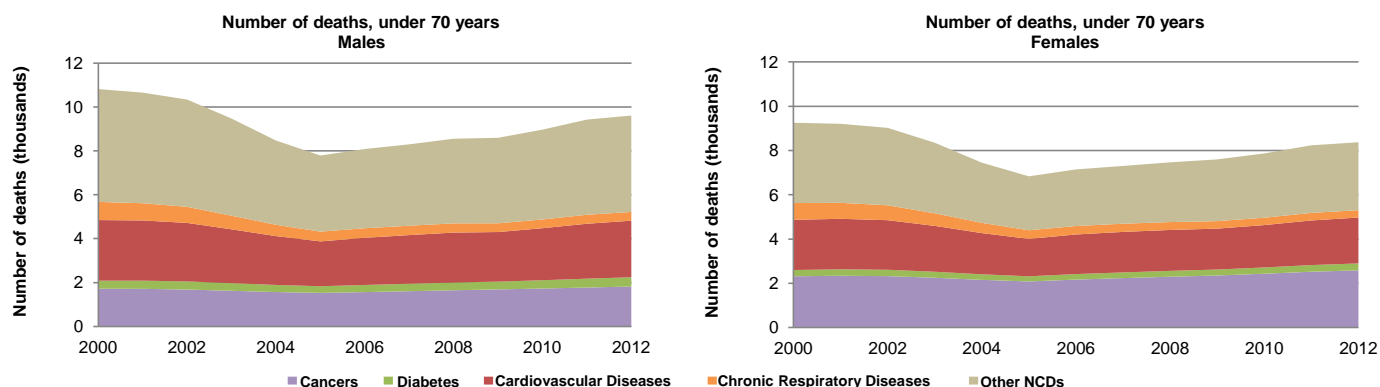 Number of deaths, under 70 years
Males
Number of deaths (thousands)
12
10
8
6
4
2
0
2000 2002 2004 2006 2008 2010 2012
Number of deaths, under 70 years
Females
Number of deaths (thousands)
12
10
8
6
4
2
0
2000 2002 2004 2006 2008 2010 2012
Cancers Diabetes Cardiovascular Diseases Chronic Respiratory Diseases Other NCDs